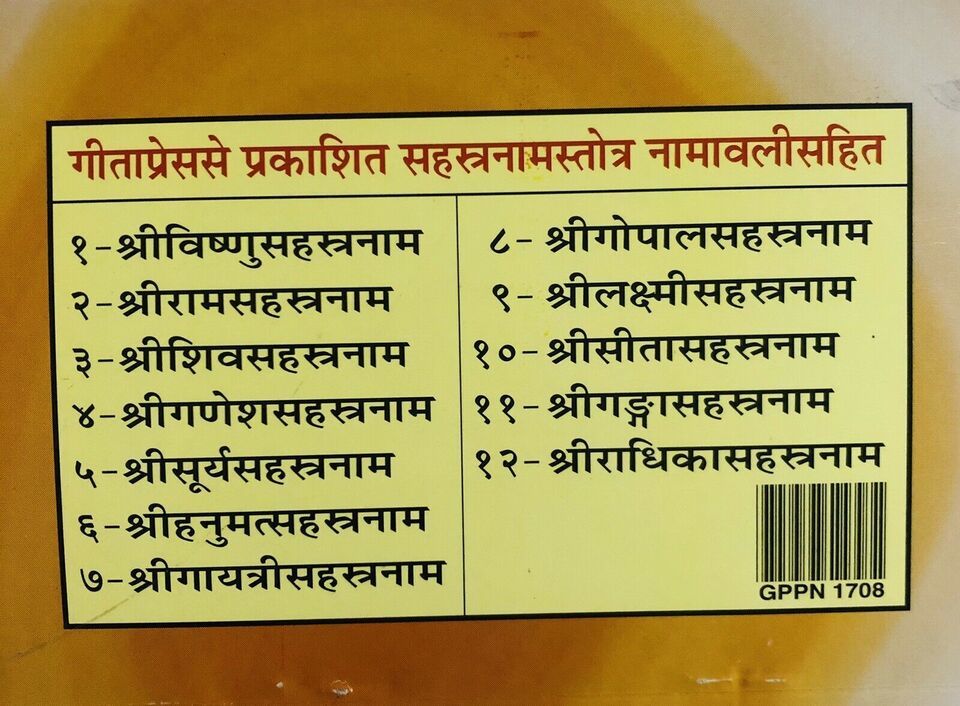 गीताप्रेससे प्रकाशित सहस्त्रनामस्तोत्र नामावलीसहित
१-श्रीविष्णुसहस्त्रनाम
२-श्रीरामसहस्त्रनाम
३-श्रीशिवसहस्त्रनाम
४-श्रीगणेशसहस्त्रनाम
५-श्रीसूर्यसहस्त्रनाम
६-श्रीहनुमत्सहस्त्रनाम
७-श्रीगायत्रीसहस्त्रनाम
८- श्रीगोपालसहस्त्रनाम
९- श्रीलक्ष्मीसहस्त्रनाम
१०- श्रीसीतासहस्त्रनाम
११- श्रीगङ्गासहस्त्रनाम
१२- श्रीराधिकासहस्त्रनाम
GPPN 1708